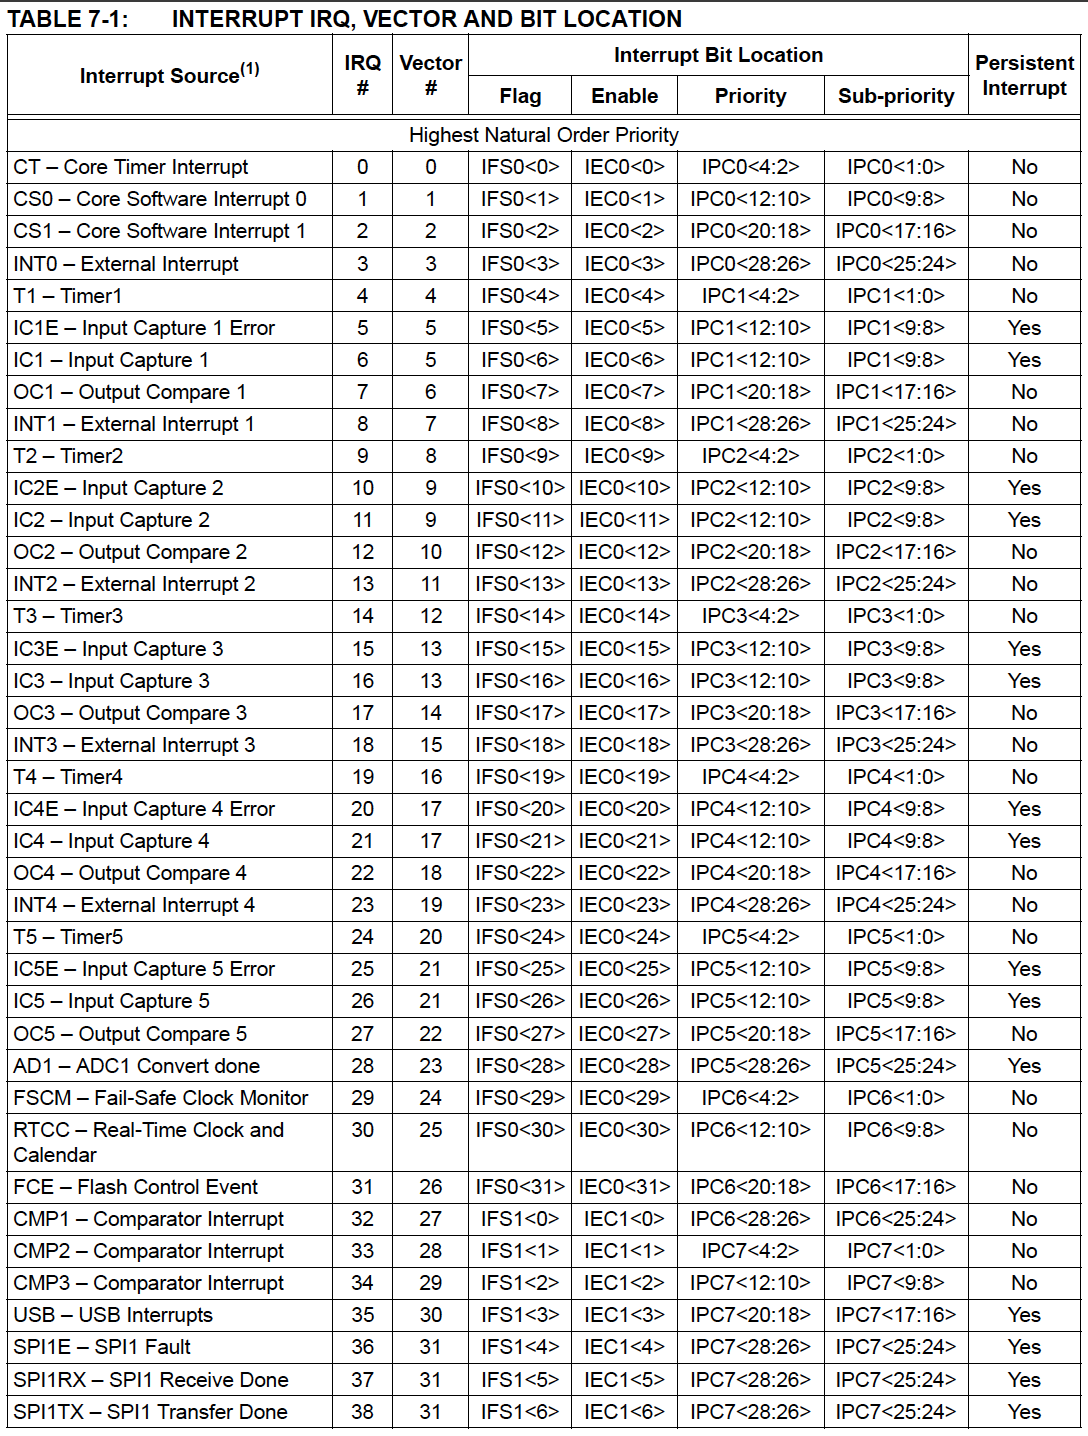 TABLE 7-1: INTERRUPT IRQ, VECTOR AND BIT LOCATION
Interrupt Source(1) IRQ # Vector # Interrupt Bit Location Persistent Interrupt
Flag Enable Priority Sub-priority
Highest Natural Order Priority
CT – Core Timer Interrupt 0 0 IFS0<0> IEC0<0> IPC0<4:2> IPC0<1:0> No
CS0 – Core Software Interrupt 0 1 1 IFS0<1> IEC0<1> IPC0<12:10> IPC0<9:8> No
CS1 – Core Software Interrupt 1 2 2 IFS0<2> IEC0<2> IPC0<20:18> IPC0<17:16> No
INT0 – External Interrupt 3 3 IFS0<3> IEC0<3> IPC0<28:26> IPC0<25:24> No
T1 – Timer1 4 4 IFS0<4> IEC0<4> IPC1<4:2> IPC1<1:0> No
IC1E – Input Capture 1 Error 5 5 IFS0<5> IEC0<5> IPC1<12:10> IPC1<9:8> Yes
IC1 – Input Capture 1 6 5 IFS0<6> IEC0<6> IPC1<12:10> IPC1<9:8> Yes
OC1 – Output Compare 1 7 6 IFS0<7> IEC0<7> IPC1<20:18> IPC1<17:16> No
INT1 – External Interrupt 1 8 7 IFS0<8> IEC0<8> IPC1<28:26> IPC1<25:24> No
T2 – Timer2 9 8 IFS0<9> IEC0<9> IPC2<4:2> IPC2<1:0> No
IC2E – Input Capture 2 10 9 IFS0<10> IEC0<10> IPC2<12:10> IPC2<9:8> Yes
IC2 – Input Capture 2 11 9 IFS0<11> IEC0<11> IPC2<12:10> IPC2<9:8> Yes
OC2 – Output Compare 2 12 10 IFS0<12> IEC0<12> IPC2<20:18> IPC2<17:16> No
INT2 – External Interrupt 2 13 11 IFS0<13> IEC0<13> IPC2<28:26> IPC2<25:24> No
T3 – Timer3 14 12 IFS0<14> IEC0<14> IPC3<4:2> IPC3<1:0> No
IC3E – Input Capture 3 15 13 IFS0<15> IEC0<15> IPC3<12:10> IPC3<9:8> Yes
IC3 – Input Capture 3 16 13 IFS0<16> IEC0<16> IPC3<12:10> IPC3<9:8> Yes
OC3 – Output Compare 3 17 14 IFS0<17> IEC0<17> IPC3<20:18> IPC3<17:16> No
INT3 – External Interrupt 3 18 15 IFS0<18> IEC0<18> IPC3<28:26> IPC3<25:24> No
T4 – Timer4 19 16 IFS0<19> IEC0<19> IPC4<4:2> IPC4<1:0> No
IC4E – Input Capture 4 Error 20 17 IFS0<20> IEC0<20> IPC4<12:10> IPC4<9:8> Yes
IC4 – Input Capture 4 21 17 IFS0<21> IEC0<21> IPC4<12:10> IPC4<9:8> Yes
OC4 – Output Compare 4 22 18 IFS0<22> IEC0<22> IPC4<20:18> IPC4<17:16> No
INT4 – External Interrupt 4 23 19 IFS0<23> IEC0<23> IPC4<28:26> IPC4<25:24> No
T5 – Timer5 24 20 IFS0<24> IEC0<24> IPC5<4:2> IPC5<1:0> No
IC5E – Input Capture 5 Error 25 21 IFS0<25> IEC0<25> IPC5<12:10> IPC5<9:8> Yes
IC5 – Input Capture 5 26 21 IFS0<26> IEC0<26> IPC5<12:10> IPC5<9:8> Yes
OC5 – Output Compare 5 27 22 IFS0<27> IEC0<27> IPC5<20:18> IPC5<17:16> No
AD1 – ADC1 Convert done 28 23 IFS0<28> IEC0<28> IPC5<28:26> IPC5<25:24> Yes
FSCM – Fail-Safe Clock Monitor 29 24 IFS0<29> IEC0<29> IPC6<4:2> IPC6<1:0> No
RTCC – Real-Time Clock and 30 25 IFS0<30> IEC0<30> IPC6<12:10> IPC6<9:8> No
Calendar
FCE – Flash Control Event 31 26 IFS0<31> IEC0<31> IPC6<20:18> IPC6<17:16> No
CMP1 – Comparator Interrupt 32 27 IFS1<0> IEC1<0> IPC6<28:26> IPC6<25:24> No
CMP2 – Comparator Interrupt 33 28 IFS1<1> IEC1<1> IPC7<4:2> IPC7<1:0> No
CMP3 – Comparator Interrupt 34 29 IFS1<2> IEC1<2> IPC7<12:10> IPC7<9:8> No
USB – USB Interrupts 35 30 IFS1<3> IEC1<3> IPC7<20:18> IPC7<17:16> Yes
SPI1E – SPI1 Fault 36 31 IFS1<4> IEC1<4> IPC7<28:26> IPC7<25:24> Yes
SPI1RX – SPI1 Receive Done 37 31 IFS1<5> IEC1<5> IPC7<28:26> IPC7<25:24> Yes
SPI1TX – SPI1 Transfer Done 38 31 IFS1<6> IEC1<6> IPC7<28:26> IPC7<25:24> Yes